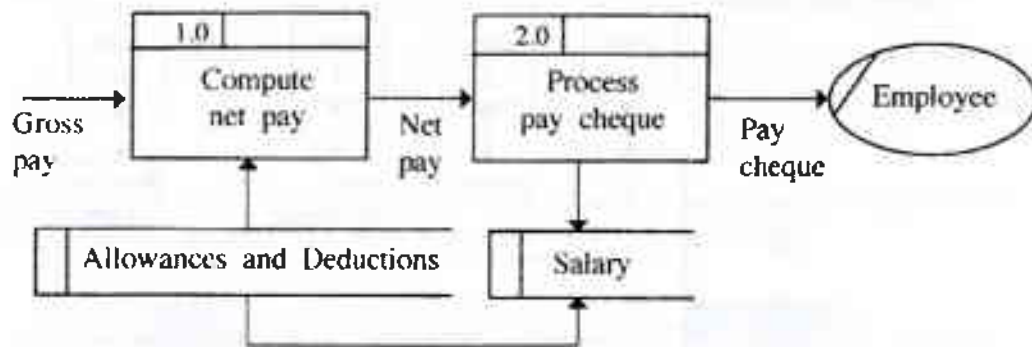 1.0
Compute
net pay
2.0
Process
pay cheque
Employee
Gross
pay
Net
pay
Pay
cheque
Allowances and Deductions
Salary